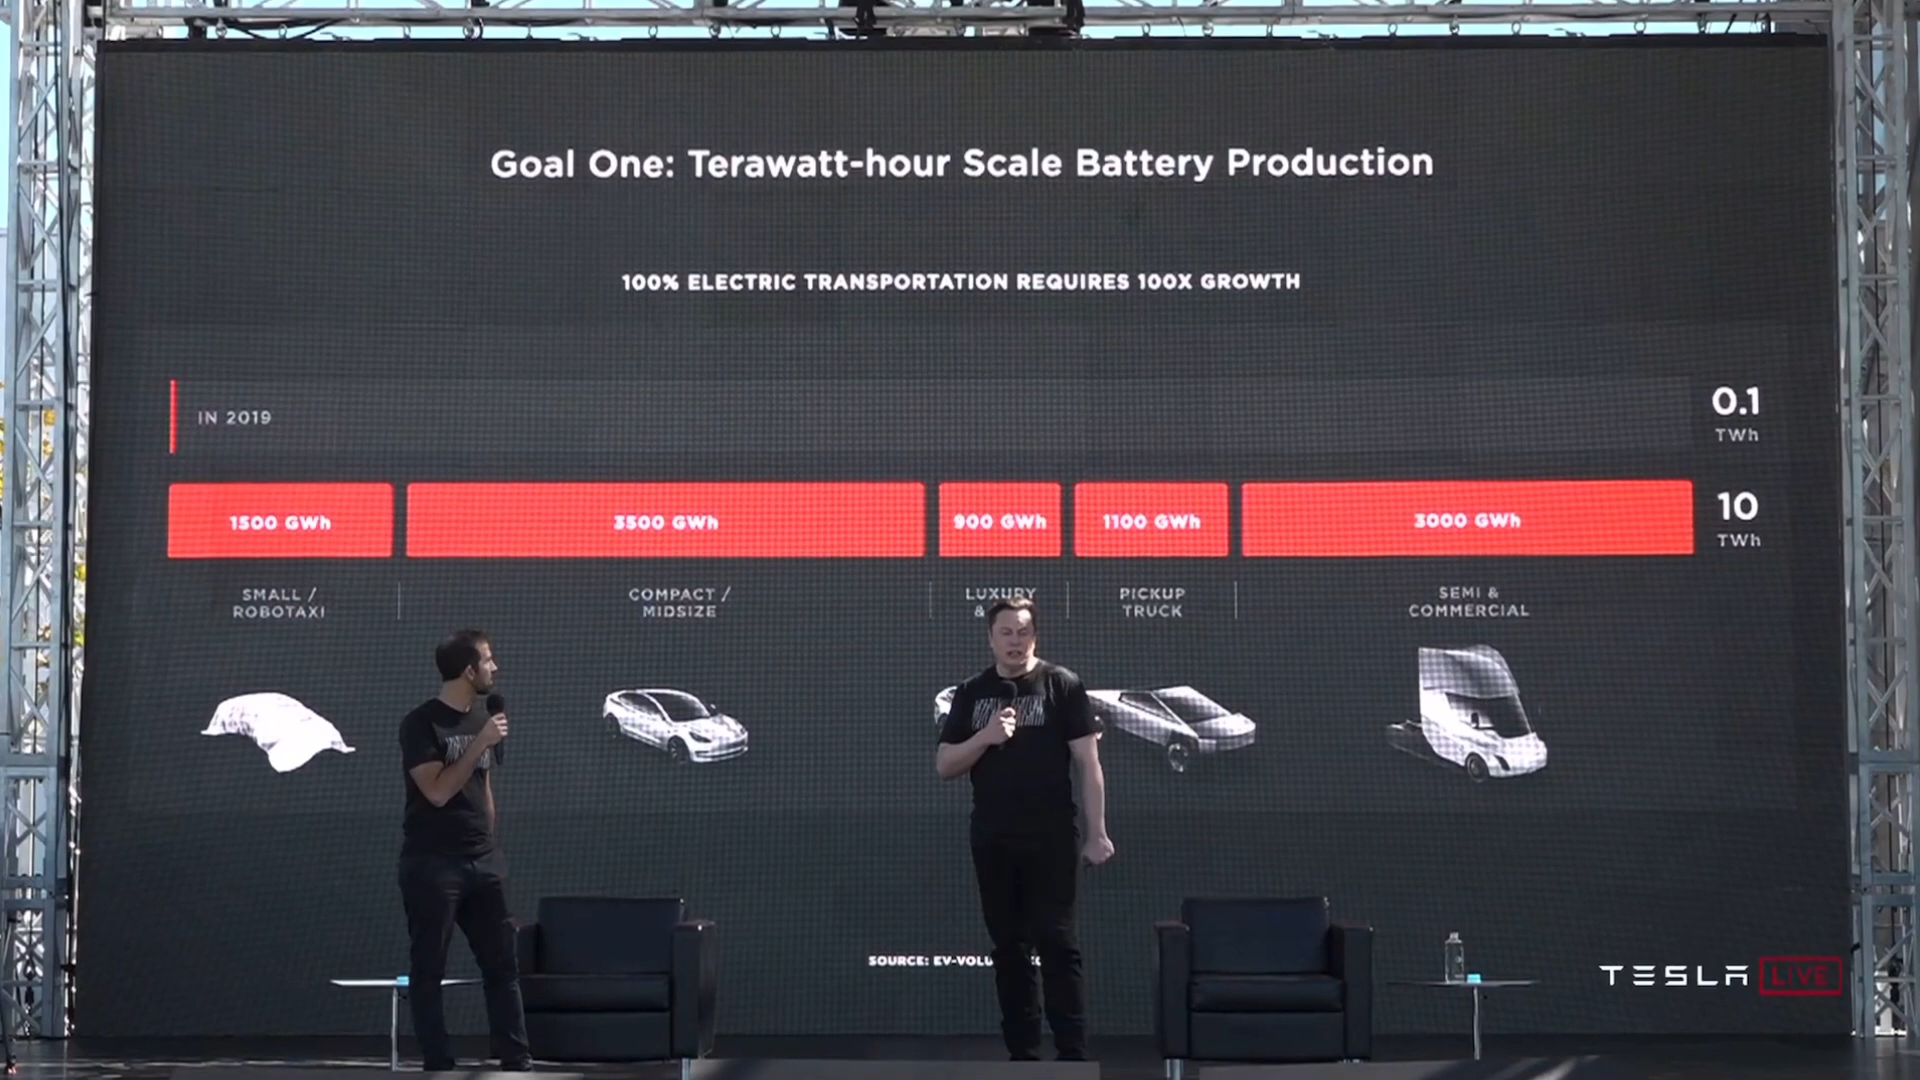 Goal One: Terawatt-hour Scale Battery Production
100% ELECTRIC TRANSPORTATION REQUIRES 100X GROWTH
IN 2019
0.1
TWh
1500 GWh
3500 GWh
900 GWh
1100 GWh
3000 GWh
10
TWh
SMALL /
ROBOTAXI
COMPACT /
MIDSIZE
LUXURY
&
PICKUP
TRUCK
SEMI &
COMMERCIAL
SOURCE:
TESLA LIVE